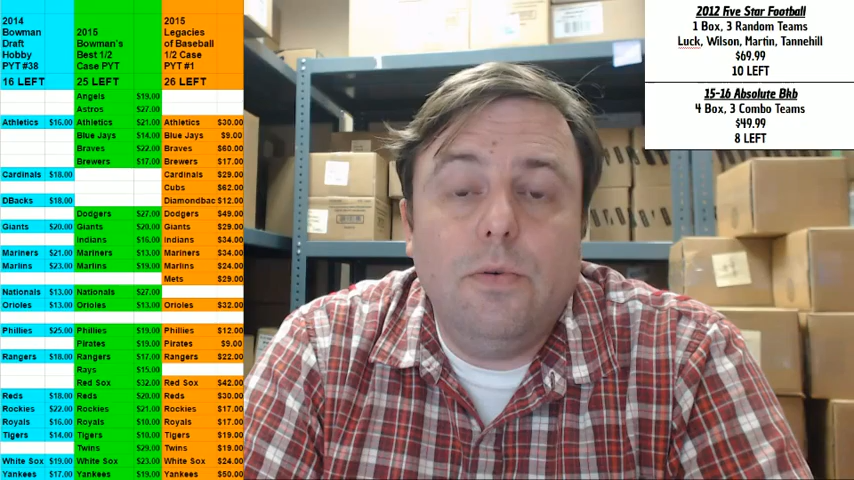 2014
Bowman
Draft
Hobby
PYT #38
16 LEFT
Athletics $16.00
Cardinals $18.00
DBacks $18.00
Giants $20.00
Mariners $21.00
Marlins $23.00
Nationals $13.00
Orioles $13.00
Phillies $25.00
Rangers $18.00
Reds $18.00
Rockies $22.00
Royals $16.00
Tigers $14.00
White Sox $19.00
Yankees $17.00
2015
Bowman's
Best 1/2
Case PYT
25 LEFT
Angels $19.00
Astros $27.00
Athletics $21.00
Blue Jays $14.00
Braves $22.00
Brewers $17.00
Dodgers $27.00
Giants $20.00
Indians $16.00
Mariners $13.00
Marlins $19.00
$27.00
Orioles $13.00
Phillies $19.00
Pirates $19.00
Rangers $17.00
Rays $15.00
Red Sox $32.00
Reds $20.00
Rockies $21.00
Royals $10.00
Tigers $10.00
Twins $29.00
White Sox $23.00
Yankees $19.00
2015
Legacies
of Baseball
1/2 Case
PYT #1
26 LEFT
Athletics $30.00
Blue Jays $9.00
Braves $60.00
Brewers $17.00
Cardinals $29.00
Cubs $62.00
Diamondbac $12.00
Dodgers $49.00
Giants $29.00
Indians $34.00
Mariners $34.00
Marlins $24.00
Mets $29.00
Orioles $32.00
Phillies $12.00
Pirates $9.00
Rangers $22.00
Red Sox $42.00
Reds $30.00
Rockies $17.00
Royals $17.00
Tigers $19.00
Twins $19.00
White Sox $24.00
Yankees $50.00
2012 Five Star Football
1 Box, 3 Random Teams
Luck, Wilson, Martin, Tannehill
$69.99
10 LEFT
15-16 Absolute Bkb
4 Box, 3 Combo Teams
$49.99
8 LEFT